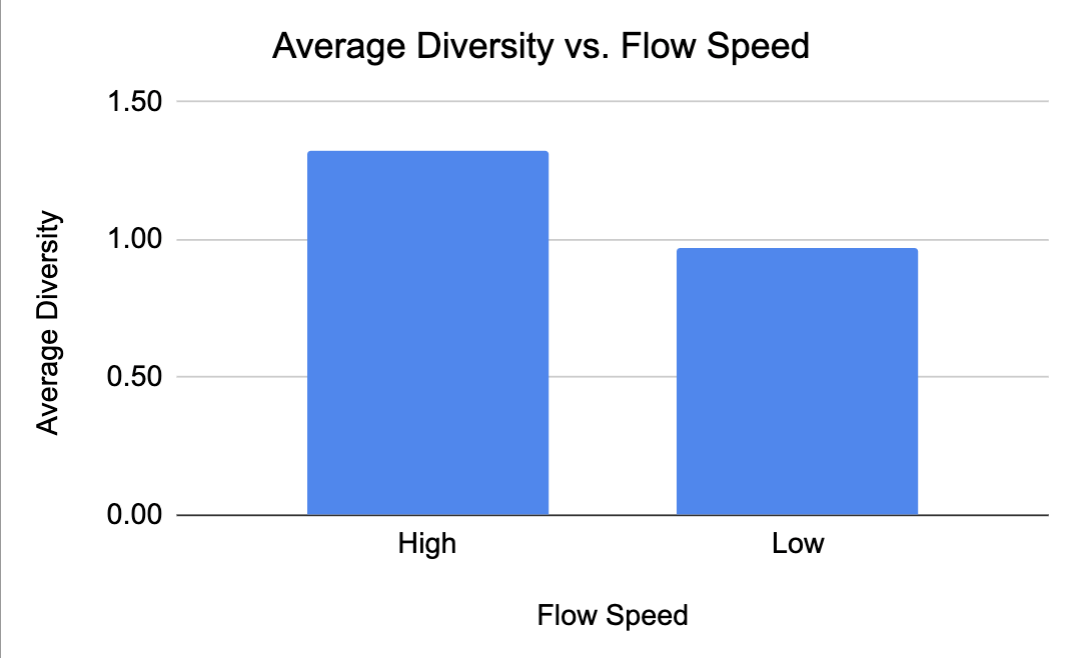 Average Diversity vs. Flow Speed
1.50
1.00
0.50
0.00
Average Diversity
High
Low
Flow Speed